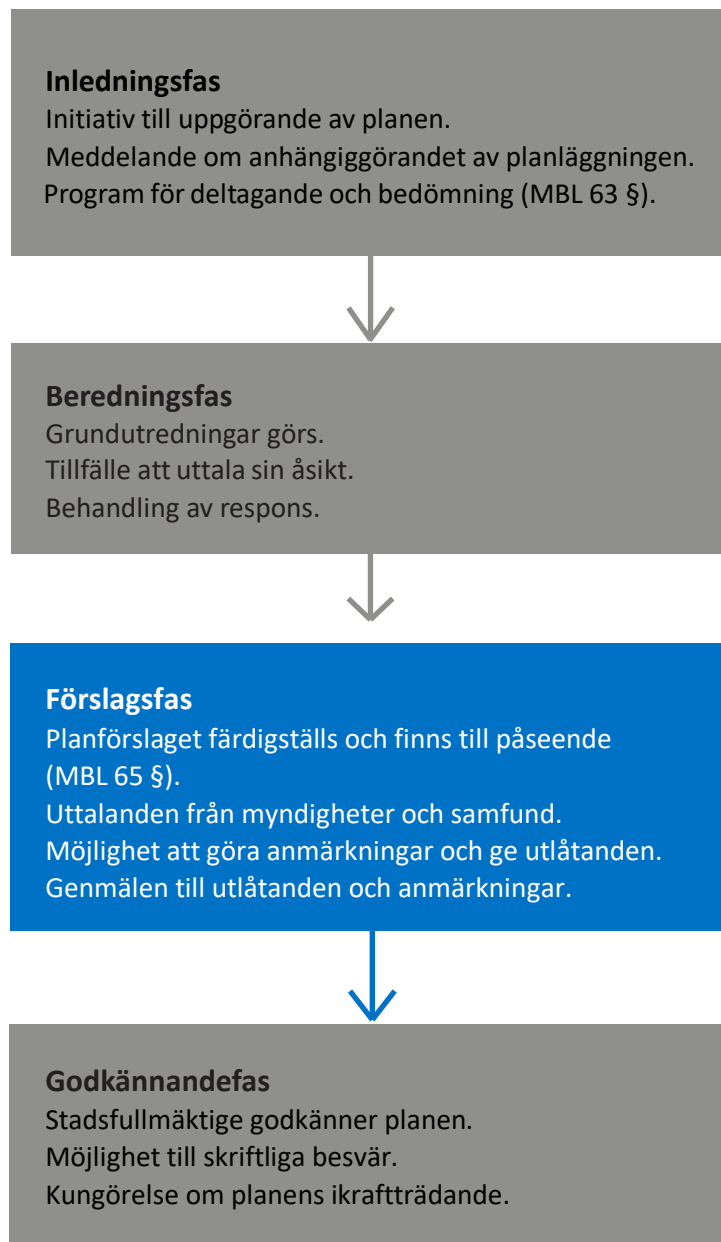 Inledningsfas
Initiativ till uppgörande av planen.
Meddelande om anhängiggörandet av planläggningen.
Program för deltagande och bedömning (MBL 63 §).
Beredningsfas
Grundutredningar görs.
Tillfälle att uttala sin åsikt.
Behandling av respons.
Förslagsfas
Planförslaget färdigställs och finns till påseende
(MBL 65 §).
Uttalanden från myndigheter och samfund.
Möjlighet att göra anmärkningar och ge utlåtanden.
Genmälen till utlåtanden och anmärkningar.
Godkännandefas
Stadsfullmäktige godkänner planen.
Möjlighet till skriftliga besvär.
Kungörelse om planens ikraftträdande.